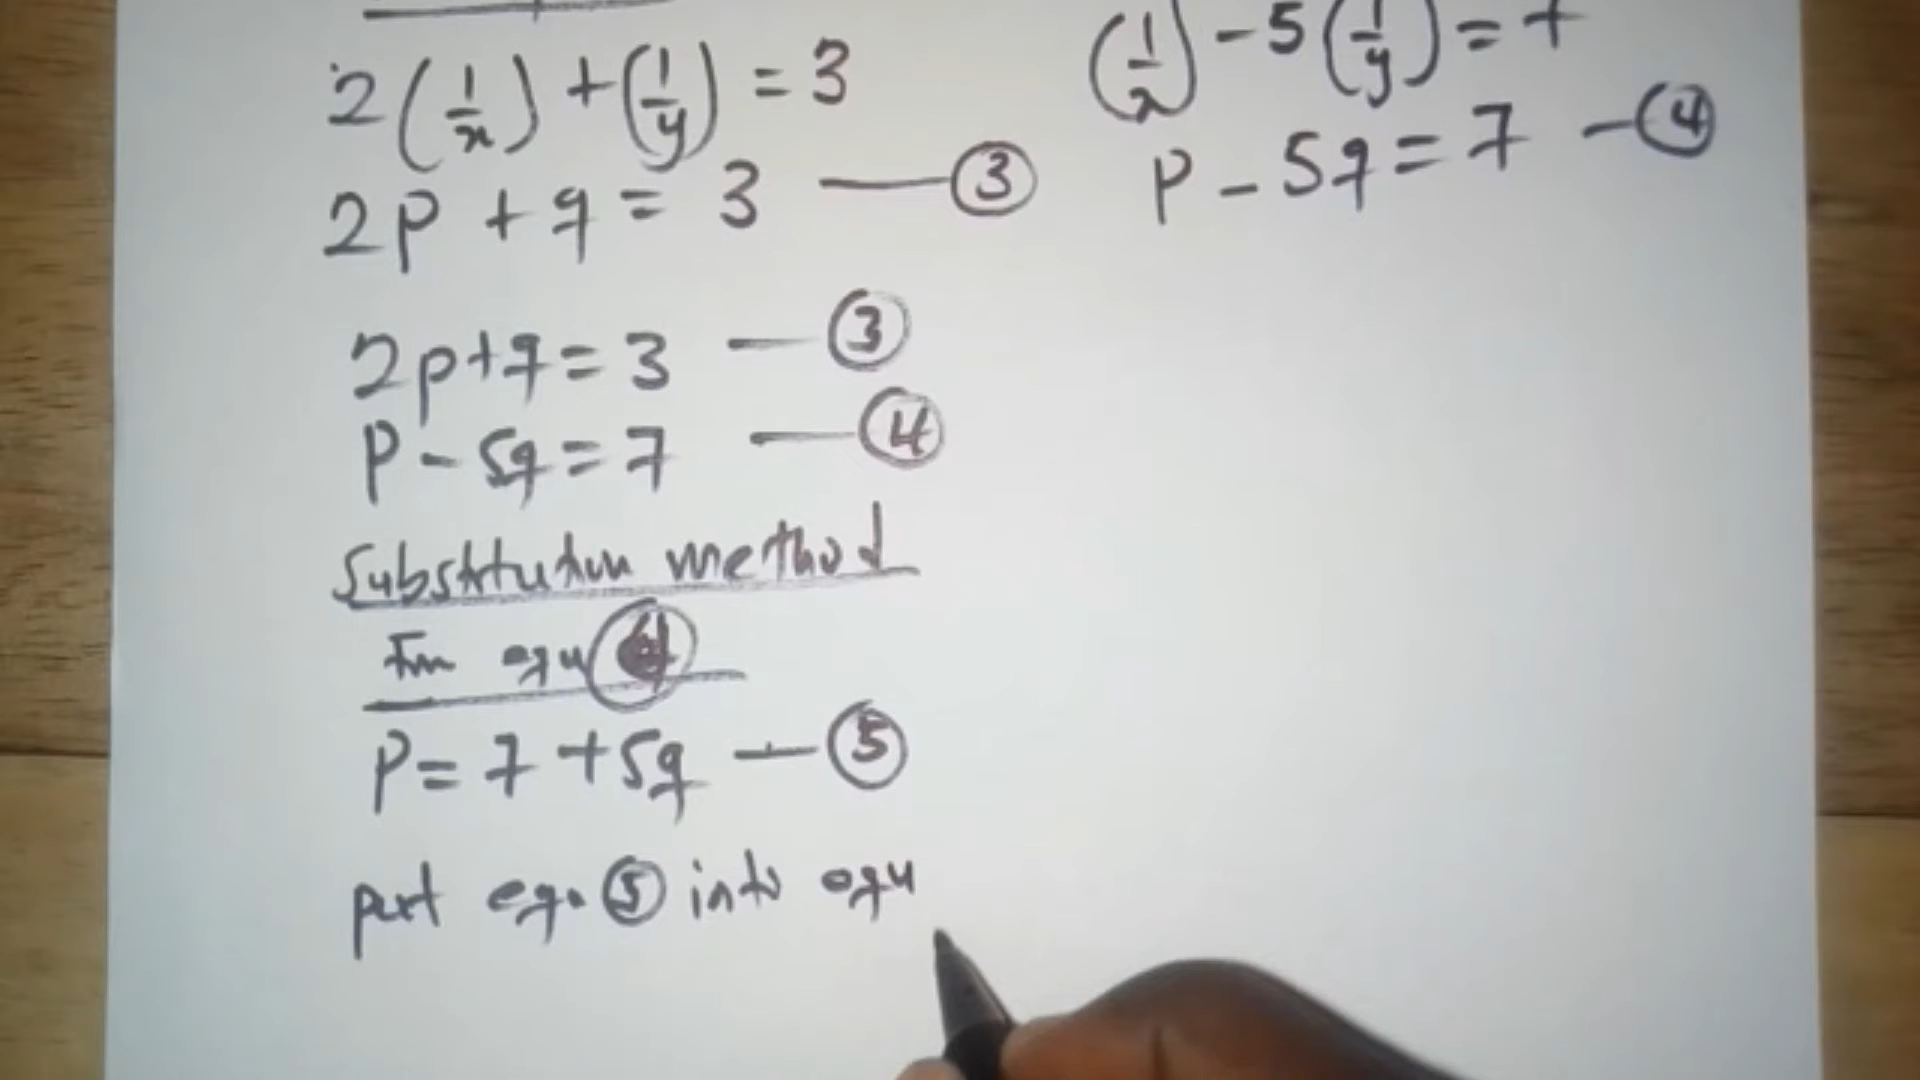 2(1/x) + (1/y) = 3
(1/x) - 5(1/y) = 7
2p + q = 3 — ③
p - 5q = 7 — ④
2p + q = 3 — ③
p - 5q = 7 — ④
Substitution method
From equ ④
p = 7 + 5q — ⑤
put eq. ⑤ into equ